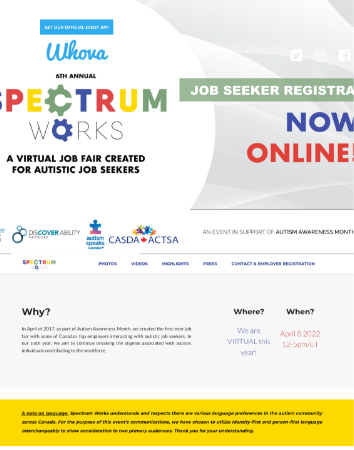 GET OUR OFFICIAL EVENT APP!
Whova
6TH ANNUAL
SPECTRUM
WORKS
JOB SEEKER REGISTRA
NOW
ONLINE!
A VIRTUAL JOB FAIR CREATED
FOR AUTISTIC JOB SEEKERS
DISCOVERABILITY
NETWORK
autism
speaks
CASDA ACTSA
AN EVENT IN SUPPORT OF AUTISM AWARENESS MONTH
SPECTRUM
WORKS
PHOTOS VIDEOS HIGHLIGHTS PRESS CONTACT & EMPLOYER REGISTRATION
Why?
Where?
When?
In April of 2017, as part of Autism Awareness Month, we created the first ever job
fair with some of Canada's top employers interacting with autistic job seekers. In
our sixth year, we aim to continue breaking the stigmas associated with autistic
individuals contributing to the workforce.
We are
VIRTUAL this
year!
April 8 2022
12-5pm/ET
A note on language: Spectrum Works understands and respects there are various language preferences in the autism community
across Canada. For the purpose of this event's communications, we have chosen to utilize identity-first and person-first language
interchangeably to show consideration to two primary audiences. Thank you for your understanding.